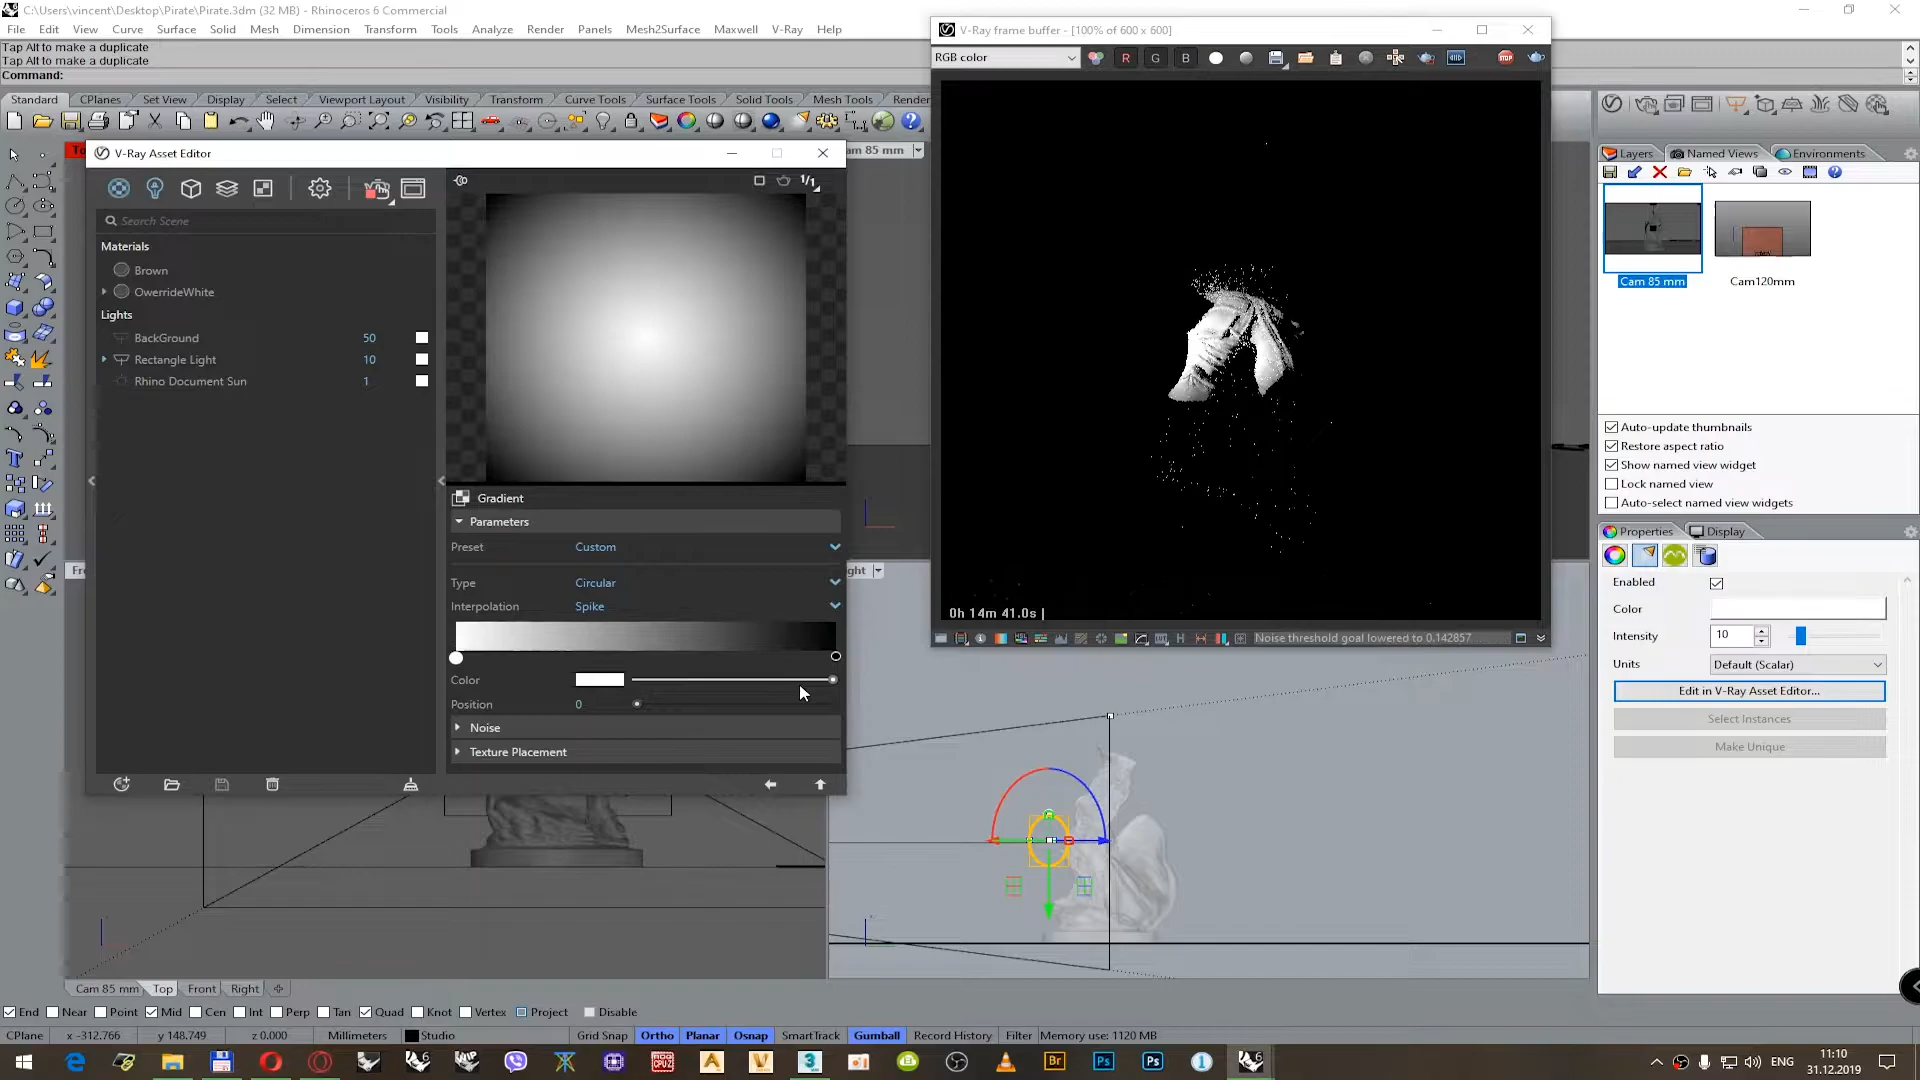 C:\Users\vincent\Desktop\Pirate\Pirate.3dm (32 MB) - Rhinoceros 6 Commercial
File Edit View Curve Surface Solid Mesh Dimension Transform Tools Analyze Render Panels Mesh2Surface Maxwell V-Ray Help
Tap Alt to make a duplicate
Tap Alt to make a duplicate
Command:
Standard CPlanes Set View Display Select Viewport Layout Visibility Transform Curve Tools Surface Tools Solid Tools Mesh Tools Render
V-Ray frame buffer - [100% of 600 x 600]
RGB color
R G B
STOP
am 85 mm
V-Ray Asset Editor
1/1
Search Scene
Materials
Brown
OwerrideWhite
Lights
BackGround 50
Rectangle Light 10
Rhino Document Sun 1
Gradient
Parameters
Preset Custom
Type Circular
Interpolation Spike
Color
Position 0
Noise
Texture Placement
0h 14m 41.0s |
H
Noise threshold goal lowered to 0.142857
Layers Named Views Environments
Cam 85 mm
Cam120mm
Auto-update thumbnails
Restore aspect ratio
Show named view widget
Lock named view
Auto-select named view widgets
Properties Display
Enabled
Color
Intensity 10
Units Default (Scalar)
Edit in V-Ray Asset Editor...
Select Instances
Make Unique
Fr
ght
Cam 85 mm Top Front Right
End Near Point Mid Cen Int Perp Tan Quad Knot Vertex Project Disable
CPlane x -312.766 y 148.749 z 0.000 Millimeters Studio Grid Snap Ortho Planar Osnap SmartTrack Gumball Record History Filter Memory use: 1120 MB
ENG
11:10
31.12.2019